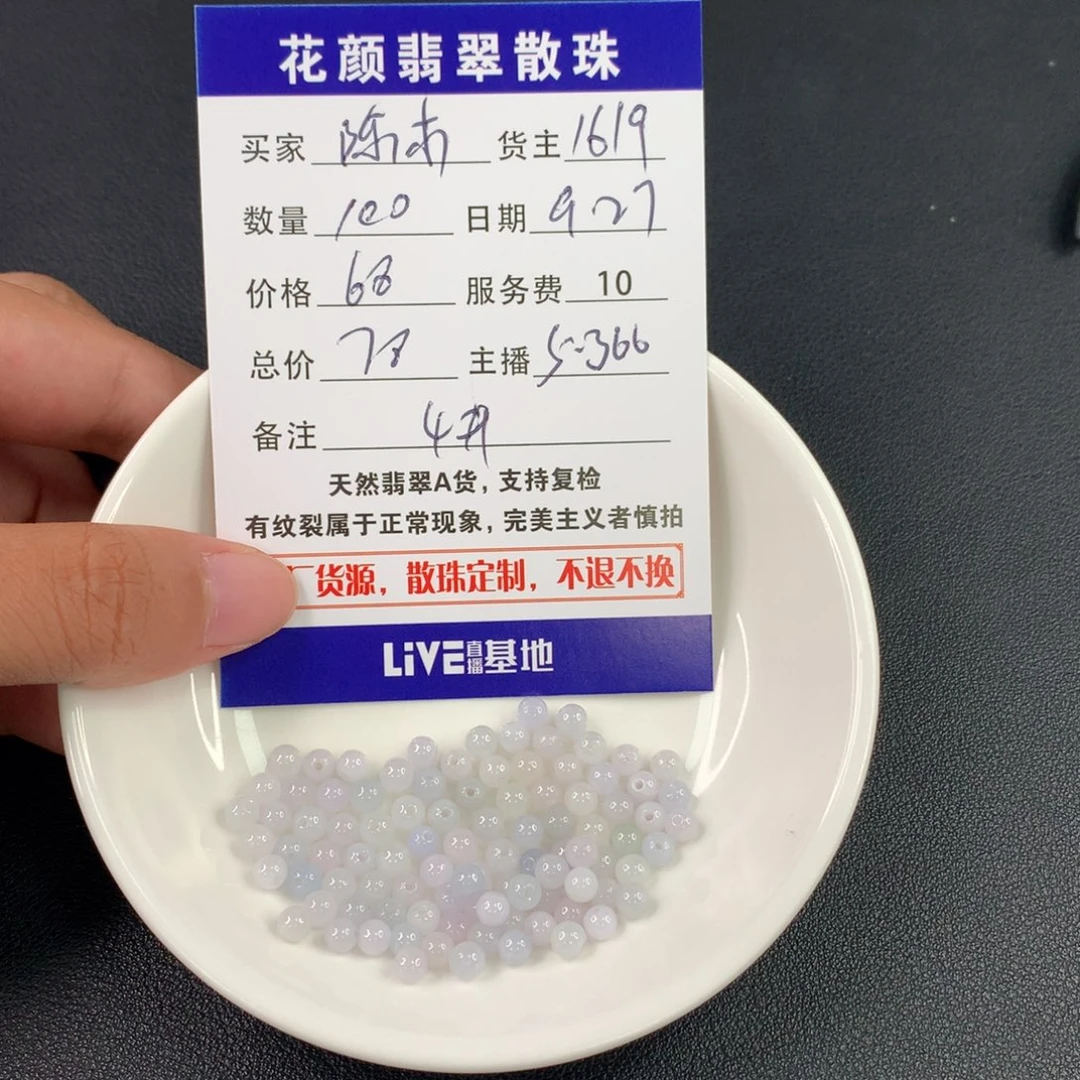 花颜翡翠散珠
买家 陈 货主 1619
数量 100 日期 9.27
价格 68 服务费 10
总价 78 主播 5-366
备注 4#
天然翡翠A货，支持复检
有纹裂属于正常现象，完美主义者慎拍
货源，散珠定制，不退不换
LiVE直播基地